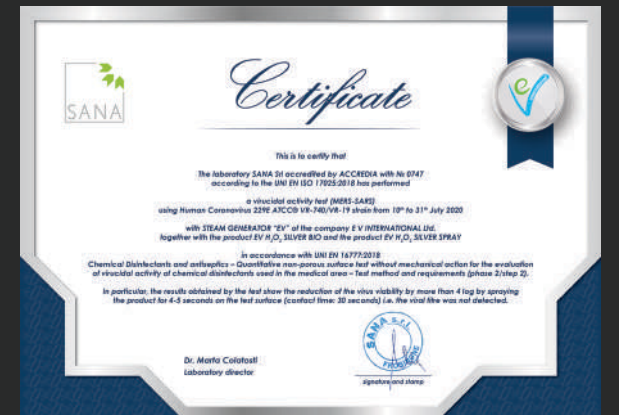 SANA
Certificate
eV
This is to certify that
The laboratory SANA Srl accredited by ACCREDIA with № 0747
according to the UNI EN ISO 17025:2018 has performed
a virucidal activity test (MERS-SARS)
using Human Coronavirus 229E ATCC® VR-740/VR-19 strain from 10th to 31st July 2020
with STEAM GENERATOR "EV" of the company E V INTERNATIONAL Ltd.
together with the product EV H₂O₂ SILVER BIO and the product EV H₂O₂ SILVER SPRAY
in accordance with UNI EN 16777:2018
Chemical Disinfectants and antiseptics – Quantitative non-porous surface test without mechanical action for the evaluation
of virucidal activity of chemical disinfectants used in the medical area – Test method and requirements (phase 2/step 2).
In particular, the results obtained by the test show the reduction of the virus viability by more than 4 log by spraying
the product for 4-5 seconds on the test surface (contact time: 30 seconds) i.e. the viral titre was not detected.
SANA s.r.l.
FROSINONE
Dr. Marta Colatosti
Laboratory director
signature and stamp